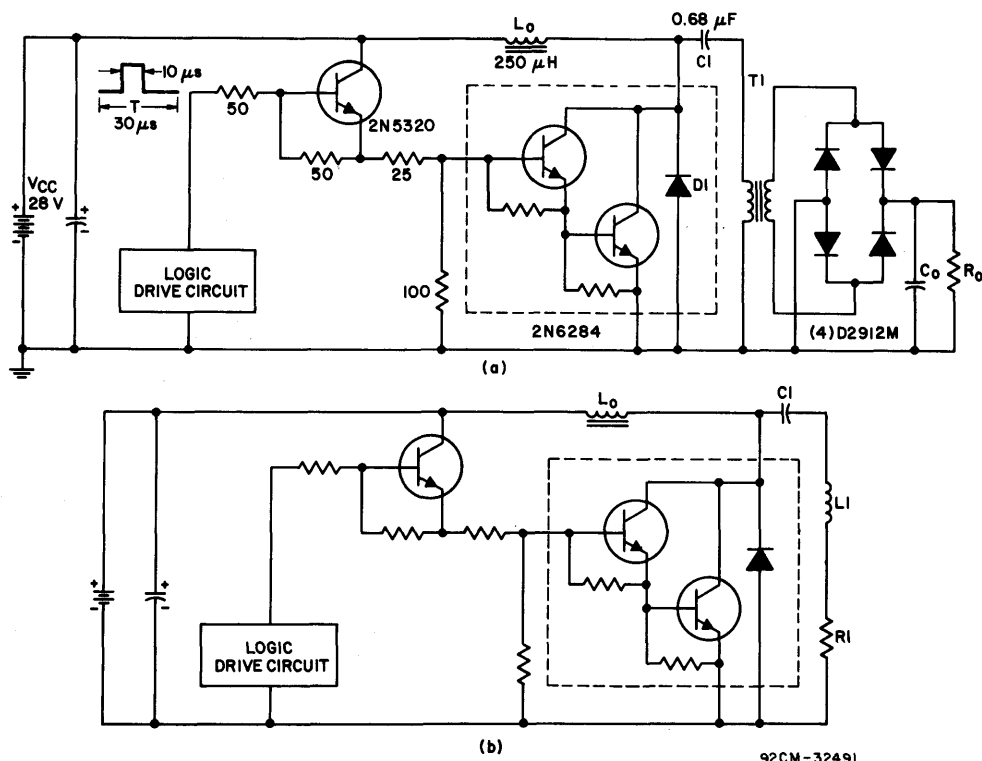 L₀
250 μH
0.68 μF
C1
T1
10 μs
T
30 μs
50
2N5320
50
25
VCC
28 V
+
-
+
-
D1
LOGIC
DRIVE CIRCUIT
100
2N6284
C₀
R₀
(4) D2912M
(a)
L₀
C1
L1
+
-
+
-
R1
LOGIC
DRIVE CIRCUIT
(b)
92CM-32491